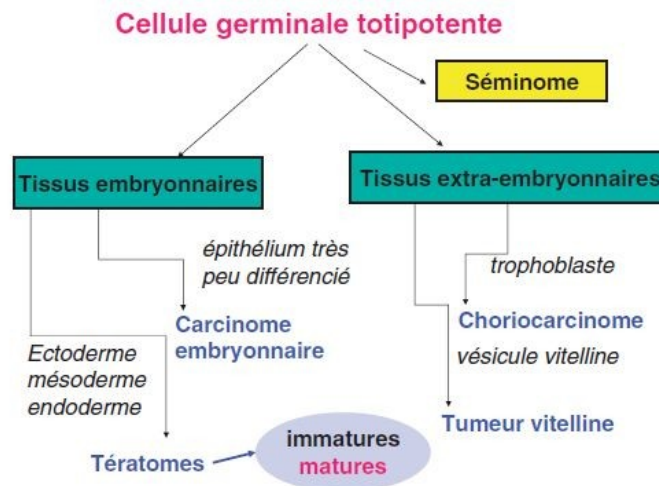 Cellule germinale totipotente
Séminome
Tissus embryonnaires
Tissus extra-embryonnaires
épithélium très
peu différencié
trophoblaste
Carcinome
embryonnaire
Choriocarcinome
Ectoderme
mésoderme
endoderme
vésicule vitelline
Tumeur vitelline
Tératomes
immatures
matures